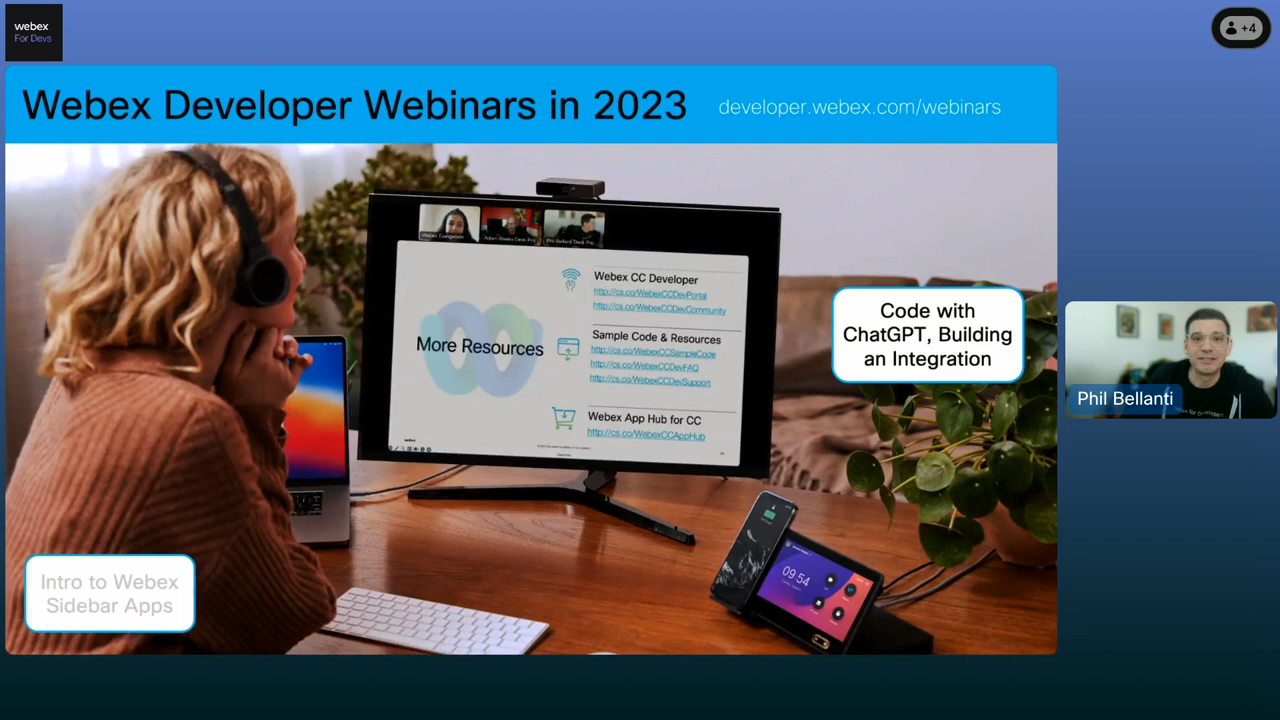 webex
For Devs
+4
Webex Developer Webinars in 2023
developer.webex.com/webinars
Webex CC Developer
http://cs.co/WebexCCDevPortal
http://cs.co/WebexCCDevCommunity
More Resources
Sample Code & Resources
http://cs.co/WebexCCSampleCode
http://cs.co/WebexCCDevFAQ
http://cs.co/WebexCCDevSupport
Webex App Hub for CC
http://cs.co/WebexCCAppHub
Code with
ChatGPT, Building
an Integration
Phil Bellanti
09:54
Intro to Webex
Sidebar Apps